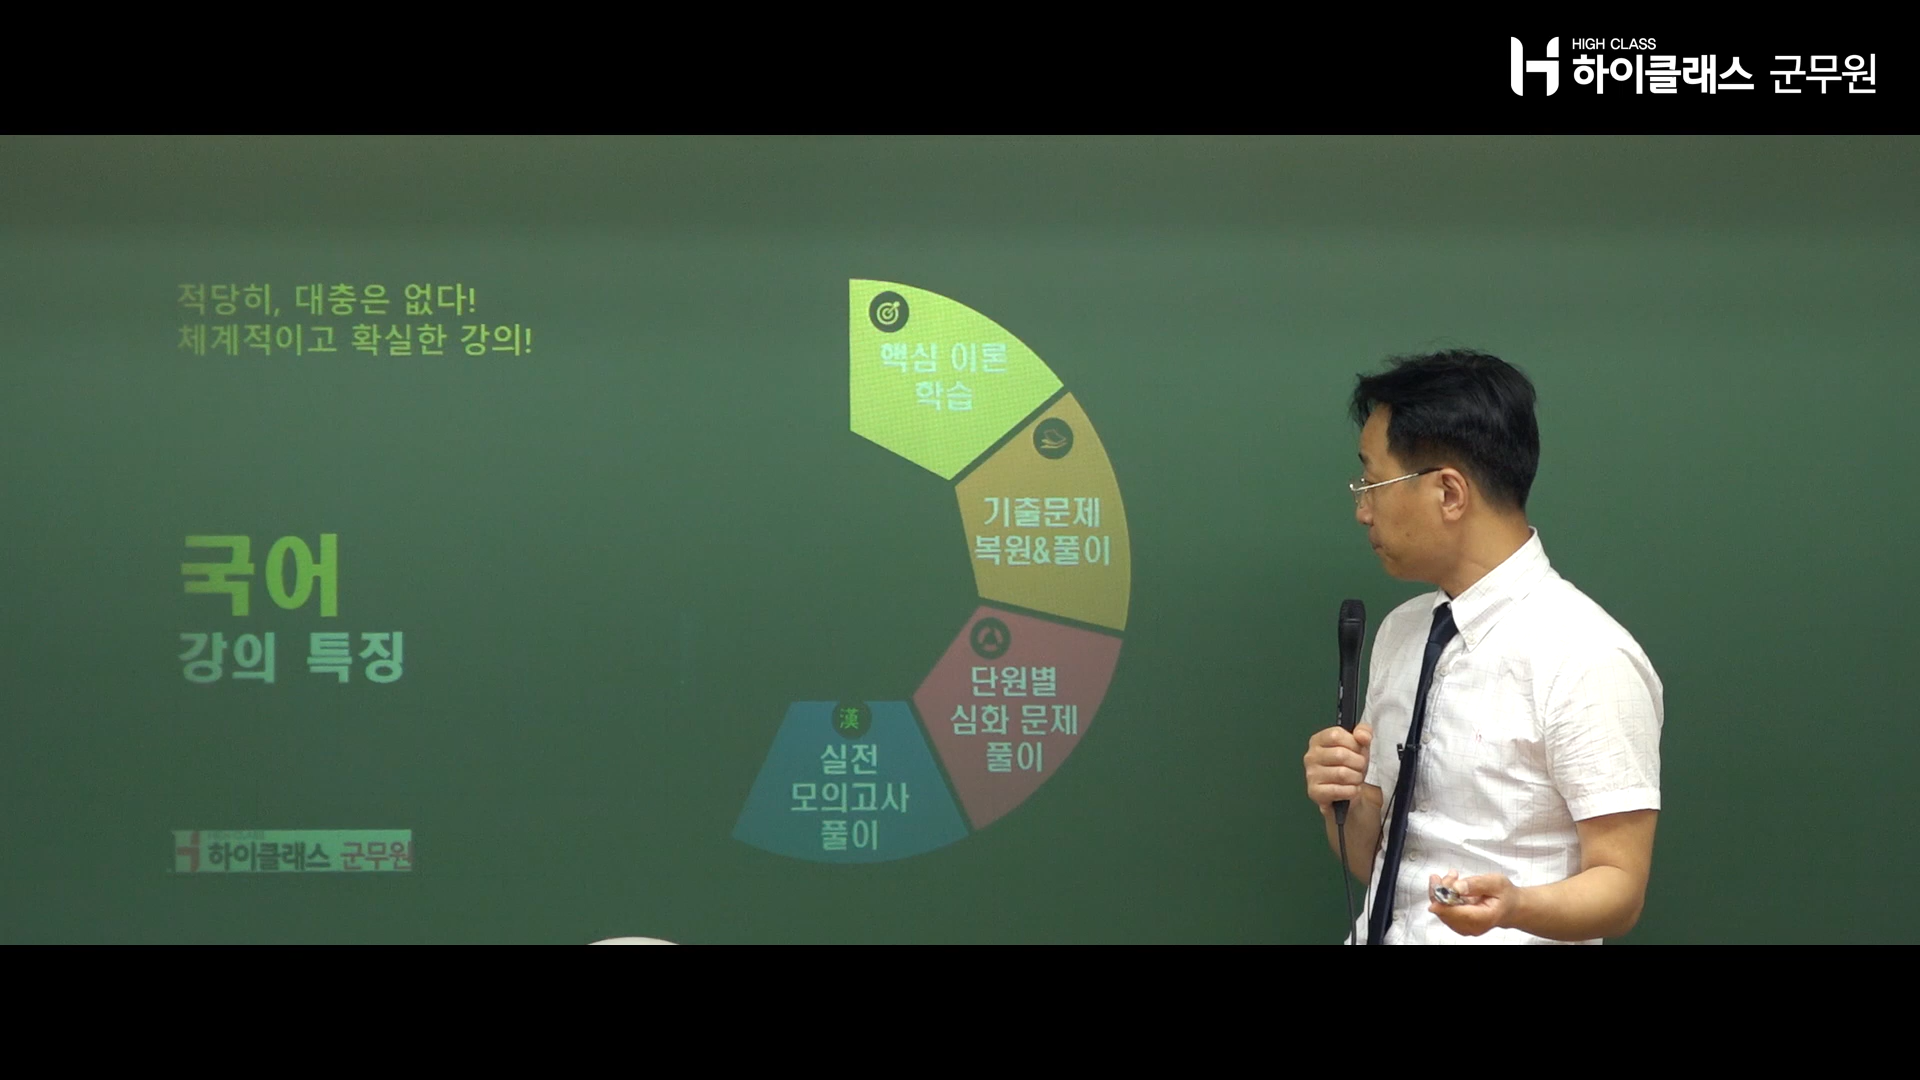 HIGH CLASS
하이클래스 군무원
적당히, 대충은 없다!
체계적이고 확실한 강의!
핵심 이론
학습
기출문제
복원&풀이
국어
강의 특징
단원별
심화 문제
풀이
漢
실전
모의고사
풀이
하이클래스 군무원